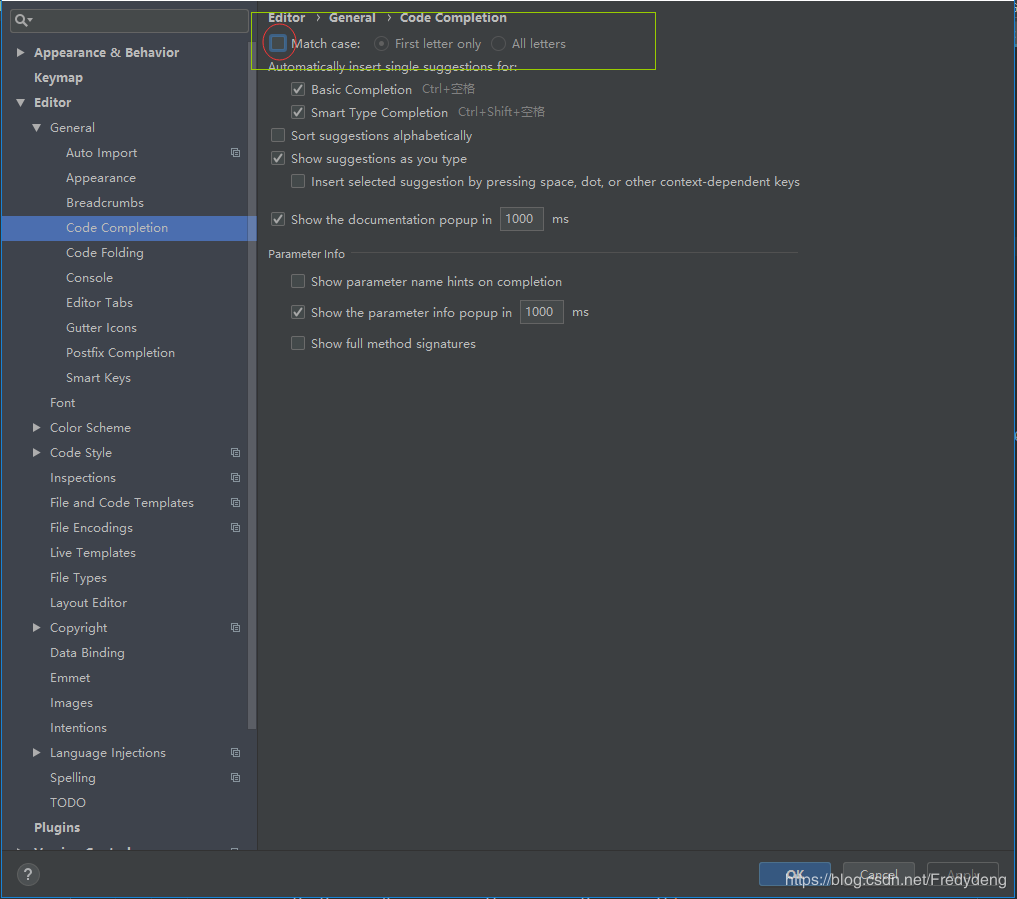 Appearance & Behavior
Keymap
Editor
General
Auto Import
Appearance
Breadcrumbs
Code Completion
Code Folding
Console
Editor Tabs
Gutter Icons
Postfix Completion
Smart Keys
Font
Color Scheme
Code Style
Inspections
File and Code Templates
File Encodings
Live Templates
File Types
Layout Editor
Copyright
Data Binding
Emmet
Images
Intentions
Language Injections
Spelling
TODO
Plugins
Editor › General › Code Completion
Match case: First letter only All letters
Automatically insert single suggestions for:
Basic Completion Ctrl+空格
Smart Type Completion Ctrl+Shift+空格
Sort suggestions alphabetically
Show suggestions as you type
Insert selected suggestion by pressing space, dot, or other context-dependent keys
Show the documentation popup in 1000 ms
Parameter Info
Show parameter name hints on completion
Show the parameter info popup in 1000 ms
Show full method signatures
?
OK Cancel Apply
https://blog.csdn.net/Fredydeng